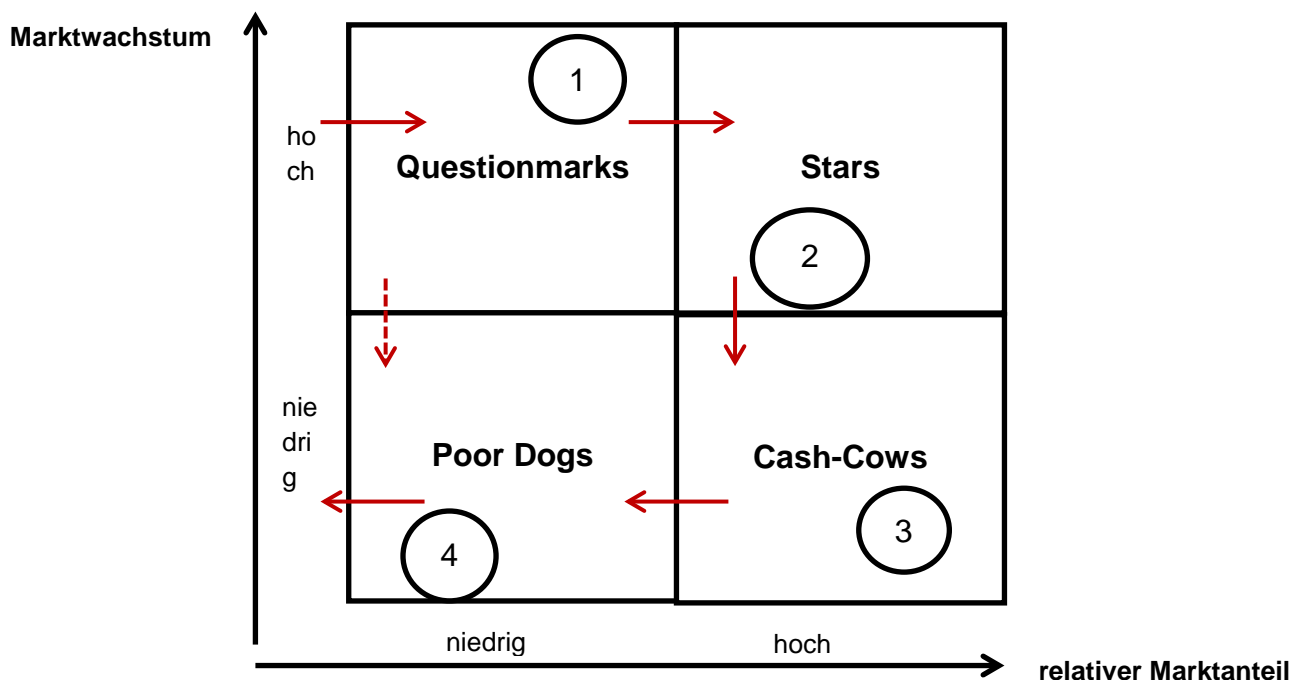 Marktwachstum
1
ho
ch
Questionmarks
Stars
2
nie
dri
g
Poor Dogs
Cash-Cows
3
4
niedrig
hoch
relativer Marktanteil